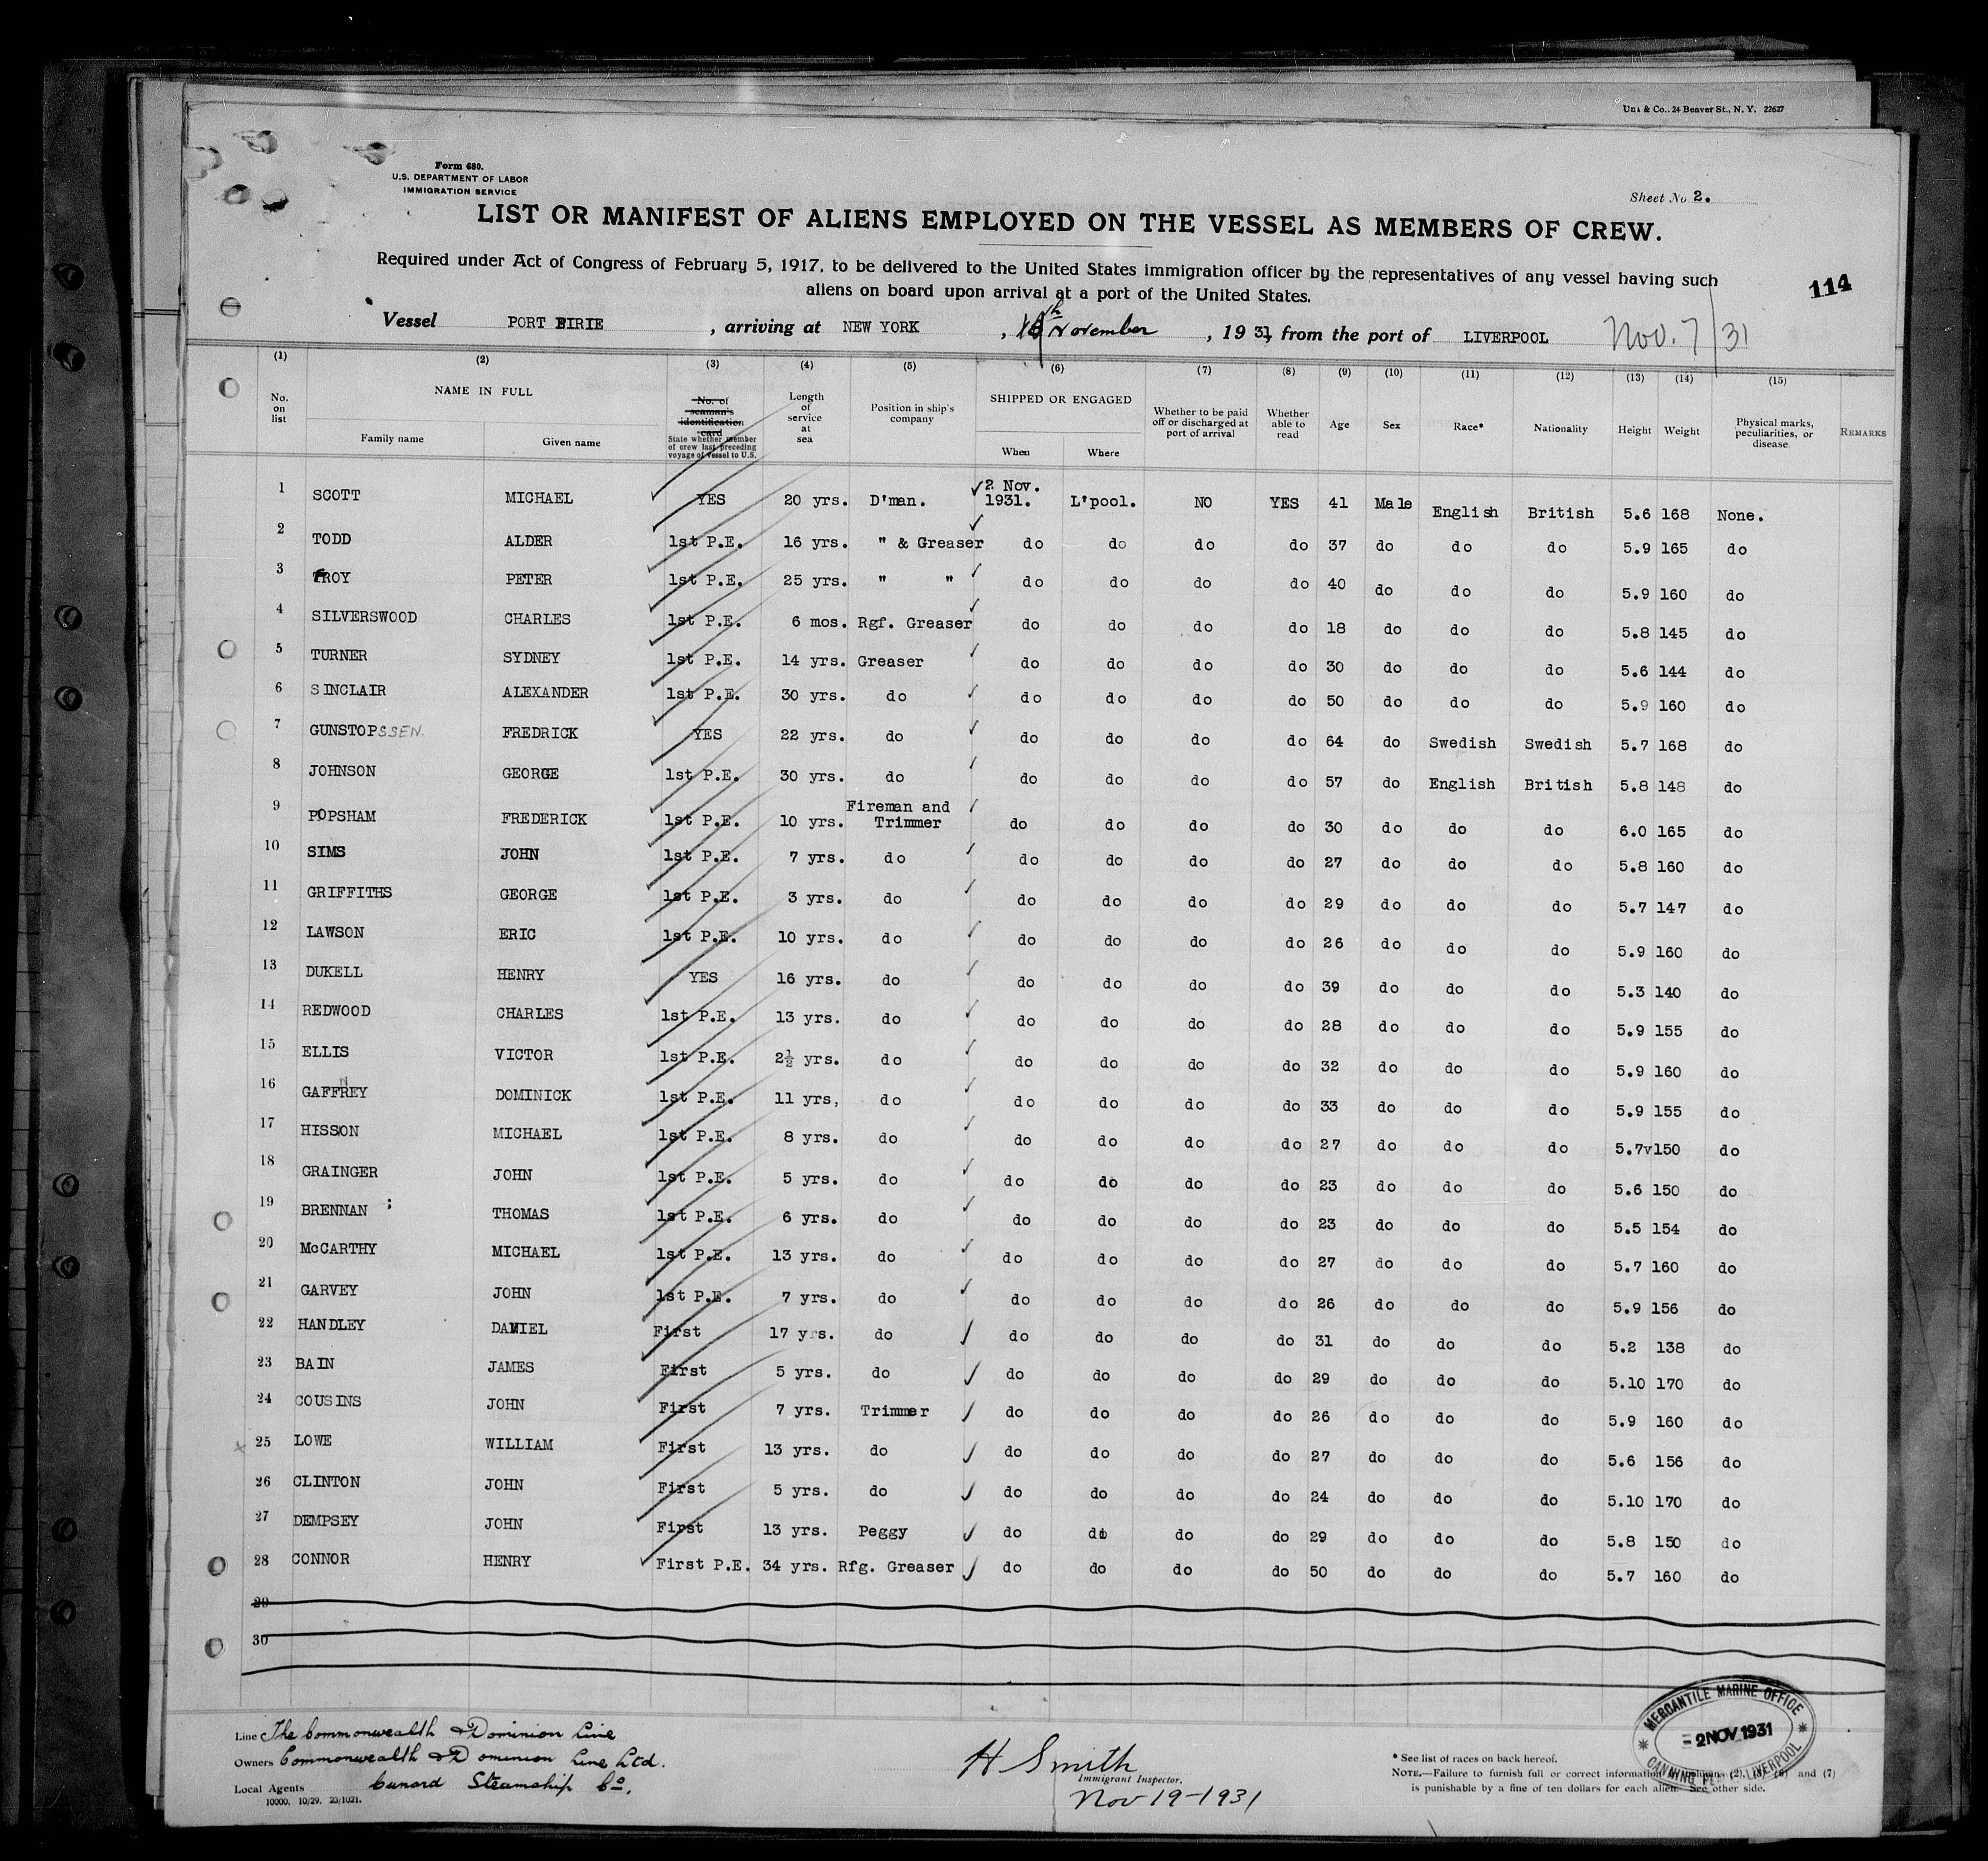 Co., 24 Beaver St., N. Y. 22627
Form 680.
U.S. DEPARTMENT OF LABOR
IMMIGRATION SERVICE
Sheet No 2.
LIST OR MANIFEST OF ALIENS EMPLOYED ON THE VESSEL AS MEMBERS OF CREW.
Required under Act of Congress of February 5, 1917, to be delivered to the United States immigration officer by the representatives of any vessel having such
aliens on board upon arrival at a port of the United States.
114
Vessel PORT PIRIE , arriving at NEW YORK , 18th November , 1931, from the port of LIVERPOOL Nov. 7/31
(1) (2) (3) (4) (5) (6) (7) (8) (9) (10) (11) (12) (13) (14) (15)
No. on list NAME IN FULL Family name Given name No. of seaman's identification card State whether member of crew last preceding voyage of vessel to U.S. Length of service at sea Position in ship's company SHIPPED OR ENGAGED When Where Whether to be paid off or discharged at port of arrival Whether able to read Age Sex Race* Nationality Height Weight Physical marks, peculiarities, or disease REMARKS
1 SCOTT MICHAEL YES 20 yrs. D'man. 2 Nov. 1931. L'pool. NO YES 41 Male English British 5.6 168 None.
2 TODD ALDER 1st P.E. 16 yrs. " & Greaser do do do do 37 do do do 5.9 165 do
3 TROY PETER 1st P.E. 25 yrs. " " do do do do 40 do do do 5.9 160 do
4 SILVERSWOOD CHARLES 1st P.E. 6 mos. Rgf. Greaser do do do do 18 do do do 5.8 145 do
5 TURNER SYDNEY 1st P.E. 14 yrs. Greaser do do do do 30 do do do 5.6 144 do
6 SINCLAIR ALEXANDER 1st P.E. 30 yrs. do do do do do 50 do do do 5.9 160 do
7 GUNSTOPSSEN. FREDRICK YES 22 yrs. do do do do do 64 do Swedish Swedish 5.7 168 do
8 JOHNSON GEORGE 1st P.E. 30 yrs. do do do do do 57 do English British 5.8 148 do
9 POPSHAM FREDERICK 1st P.E. 10 yrs. Fireman and Trimmer do do do do 30 do do do 6.0 165 do
10 SIMS JOHN 1st P.E. 7 yrs. do do do do do 27 do do do 5.8 160 do
11 GRIFFITHS GEORGE 1st P.E. 3 yrs. do do do do do 29 do do do 5.7 147 do
12 LAWSON ERIC 1st P.E. 10 yrs. do do do do do 26 do do do 5.9 160 do
13 DUKELL HENRY YES 16 yrs. do do do do do 39 do do do 5.3 140 do
14 REDWOOD CHARLES 1st P.E. 13 yrs. do do do do do 28 do do do 5.9 155 do
15 ELLIS VICTOR 1st P.E. 2½ yrs. do do do do do 32 do do do 5.9 160 do
16 GAFFREY DOMINICK 1st P.E. 11 yrs, do do do do do 33 do do do 5.9 155 do
17 HISSON MICHAEL 1st P.E. 8 yrs. do do do do do 27 do do do 5.7v150 do
18 GRAINGER JOHN 1st P.E. 5 yrs. do do do do do 23 do do do 5.6 150 do
19 BRENNAN ; THOMAS 1st P.E. 6 yrs. do do do do do 23 do do do 5.5 154 do
20 McCARTHY MICHAEL 1st P.E. 13 yrs. do do do do do 27 do do do 5.7 160 do
21 GARVEY JOHN 1st P.E. 7 yrs. do do do do do 26 do do do 5.9 156 do
22 HANDLEY DANIEL First 17 yrs. do do do do do 31 do do do 5.2 138 do
23 BAIN JAMES First 5 yrs. do do do do do 29 do do do 5.10 170 do
24 COUSINS JOHN First 7 yrs. Trimmer do do do do 26 do do do 5.9 160 do
25 LOWE WILLIAM First 13 yrs. do do do do do 27 do do do 5.6 156 do
26 CLINTON JOHN First 5 yrs. do do do do do 24 do do do 5.10 170 do
27 DEMPSEY JOHN First 13 yrs. Peggy do do do do 29 do do do 5.8 150 do
28 CONNOR HENRY First P.E. 34 yrs. Rfg. Greaser do do do do 50 do do do 5.7 160 do
29
30
Line The Commonwealth & Dominion Line
Owners Commonwealth & Dominion Line Ltd.
Local Agents Cunard Steamship Co.
10000, 10/29. 23/1021.
H Smith
Immigrant Inspector.
Nov 19-1931
MERCANTILE MARINE OFFICE
-2 NOV 1931
CANNING LIVERPOOL
* See list of races on back hereof.
NOTE.—Failure to furnish full or correct information columns (2), (3), (6) and (7)
is punishable by a fine of ten dollars for each alien. See other side.